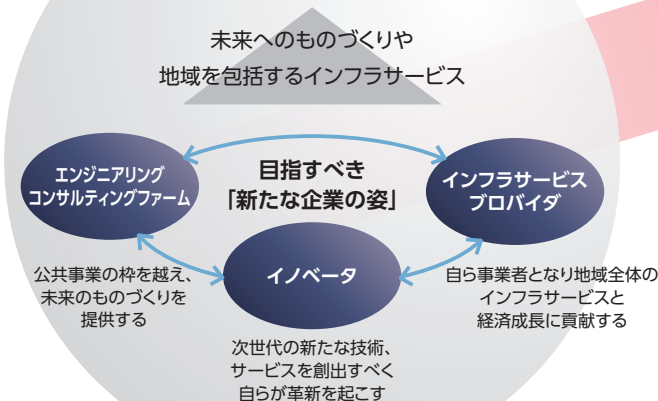 未来へのものづくりや
地域を包括するインフラサービス
エンジニアリング
コンサルティングファーム
目指すべき
「新たな企業の姿」
インフラサービス
プロバイダ
イノベータ
公共事業の枠を越え、
未来のものづくりを
提供する
自ら事業者となり地域全体の
インフラサービスと
経済成長に貢献する
次世代の新たな技術、
サービスを創出すべく
自らが革新を起こす